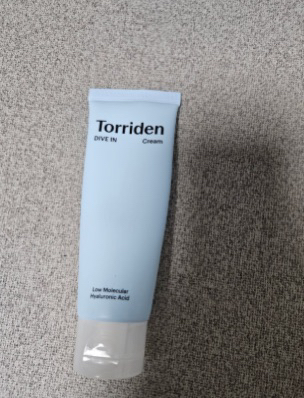 Torriden
DIVE IN Cream
Low Molecular
Hyaluronic Acid